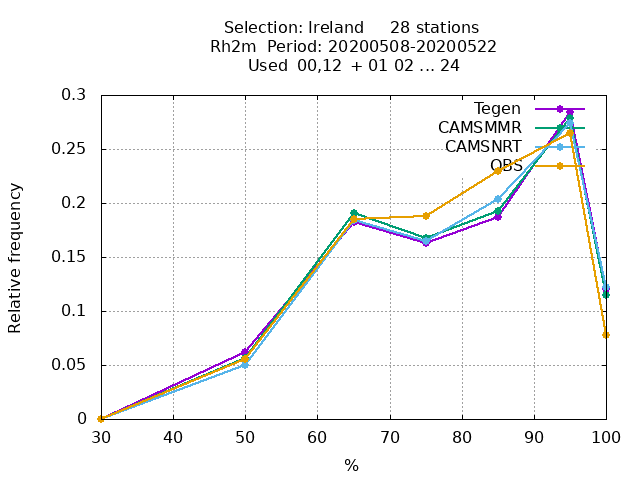 Selection: Ireland     28 stations
Rh2m  Period: 20200508-20200522
Used  00,12  + 01 02 ... 24
0.3
0.25
0.2
0.15
0.1
0.05
0
Relative frequency
Tegen
CAMSMMR
CAMSNRT
OBS
30 40 50 60 70 80 90 100
%